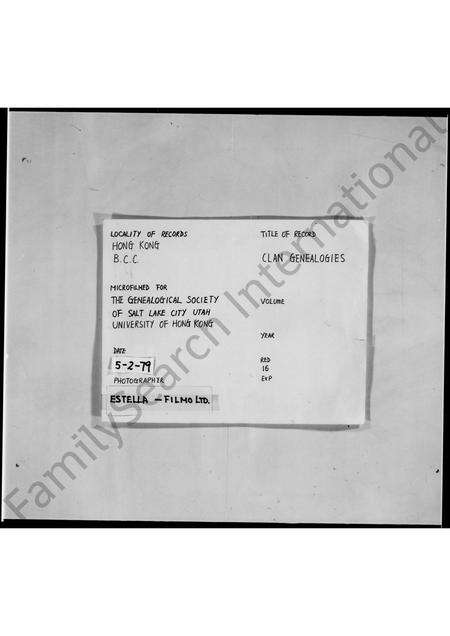 LOCALITY OF RECORDS
HONG KONG
B.C.C
TITLE OF RECORD
CLAN GENEALOGIES
MICROFILMED FOR
THE GENEALOGICAL SOCIETY
OF SALT LAKE CITY UTAH
UNIVERSITY OF HONG KONG
VOLUME
YEAR
DATE
5-2-79
PHOTOGRAPHER
ESTELLA — FILMO LTD.
RED
16
EXP
FamilySearch International